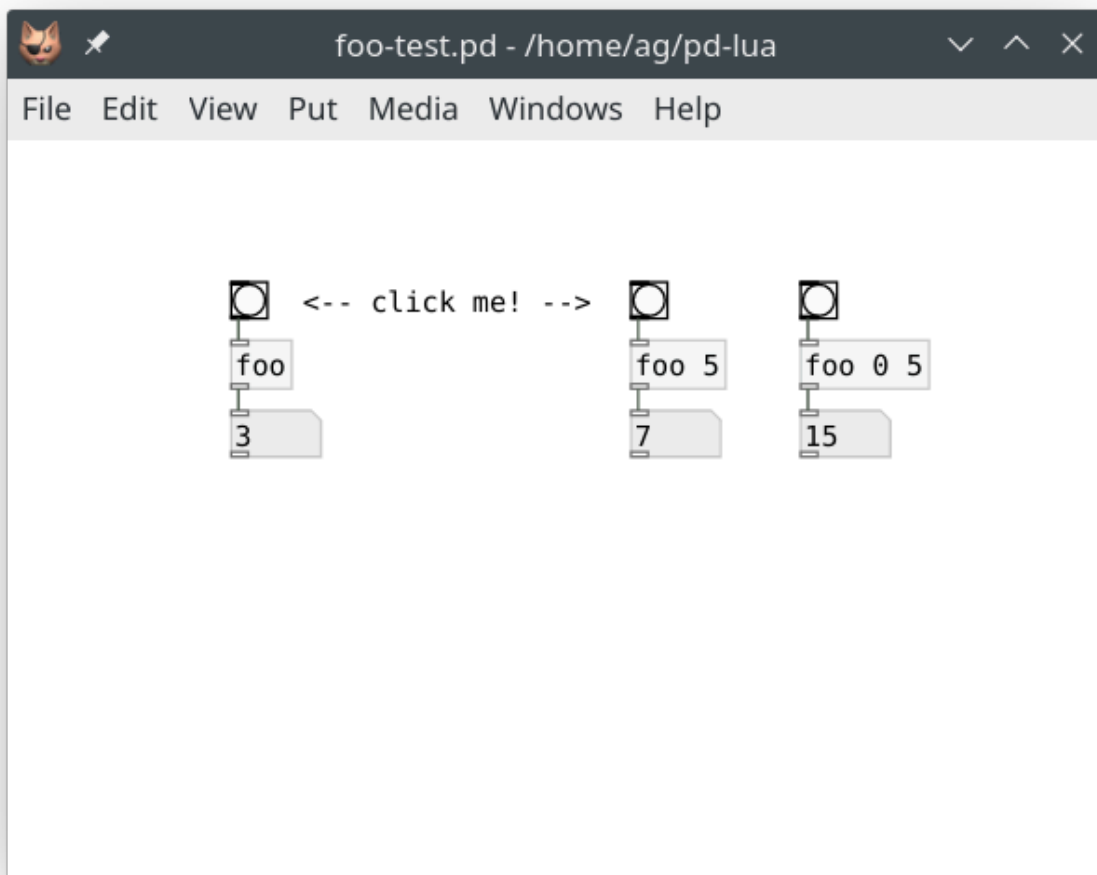 foo-test.pd - /home/ag/pd-lua
File Edit View Put Media Windows Help
<-- click me! -->
foo foo 5 foo 0 5
3 7 15